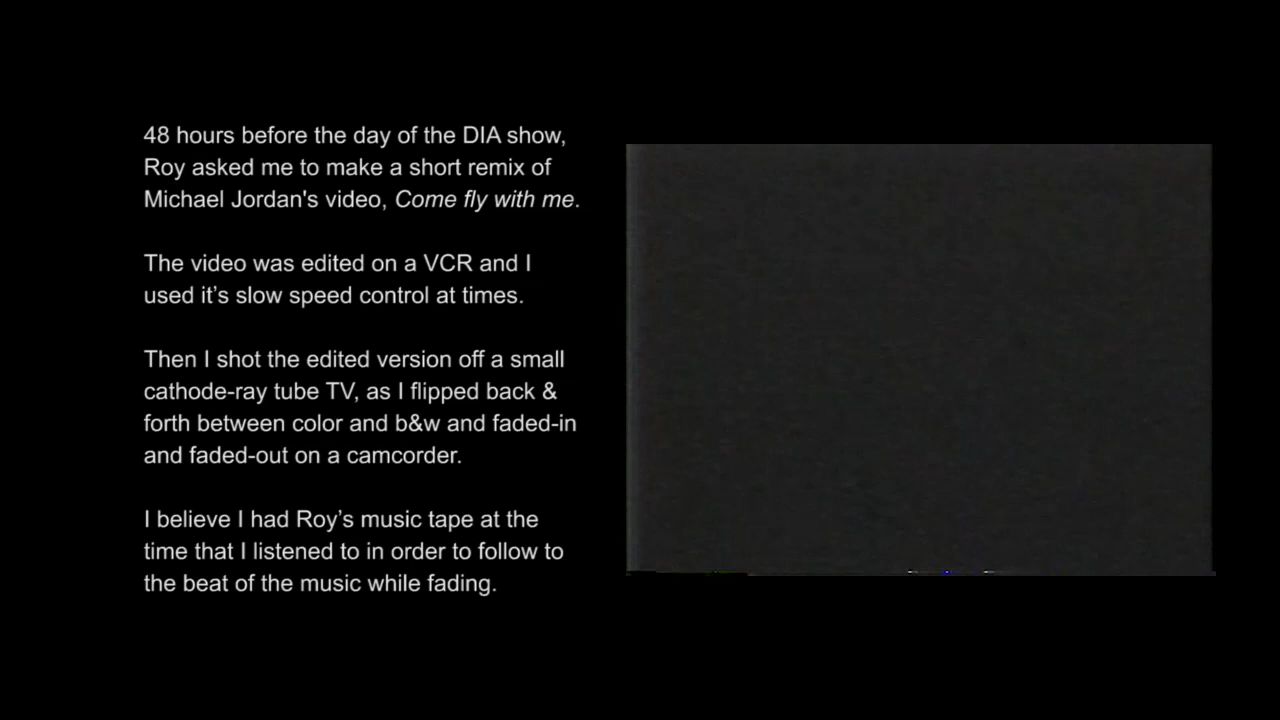 48 hours before the day of the DIA show,
Roy asked me to make a short remix of
Michael Jordan's video, Come fly with me.
The video was edited on a VCR and I
used it’s slow speed control at times.
Then I shot the edited version off a small
cathode-ray tube TV, as I flipped back &
forth between color and b&w and faded-in
and faded-out on a camcorder.
I believe I had Roy’s music tape at the
time that I listened to in order to follow to
the beat of the music while fading.